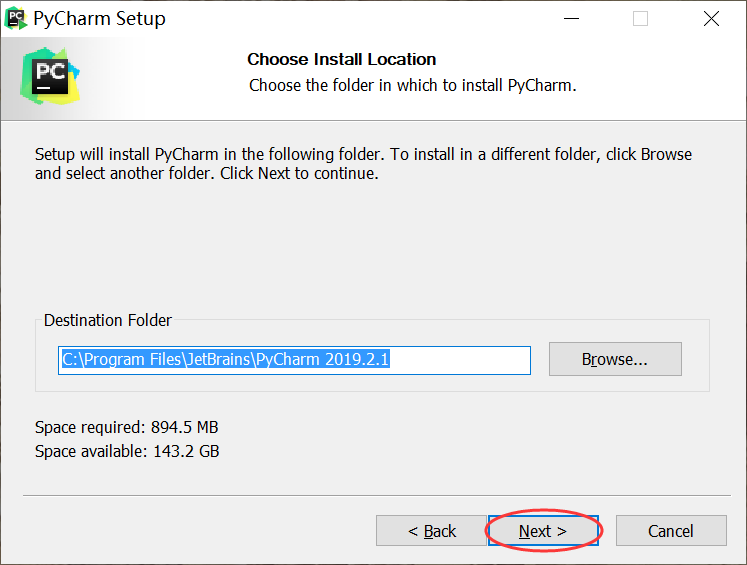 PyCharm Setup
PC
Choose Install Location
Choose the folder in which to install PyCharm.
Setup will install PyCharm in the following folder. To install in a different folder, click Browse
and select another folder. Click Next to continue.
Destination Folder
C:\Program Files\JetBrains\PyCharm 2019.2.1
Browse...
Space required: 894.5 MB
Space available: 143.2 GB
< Back
Next >
Cancel